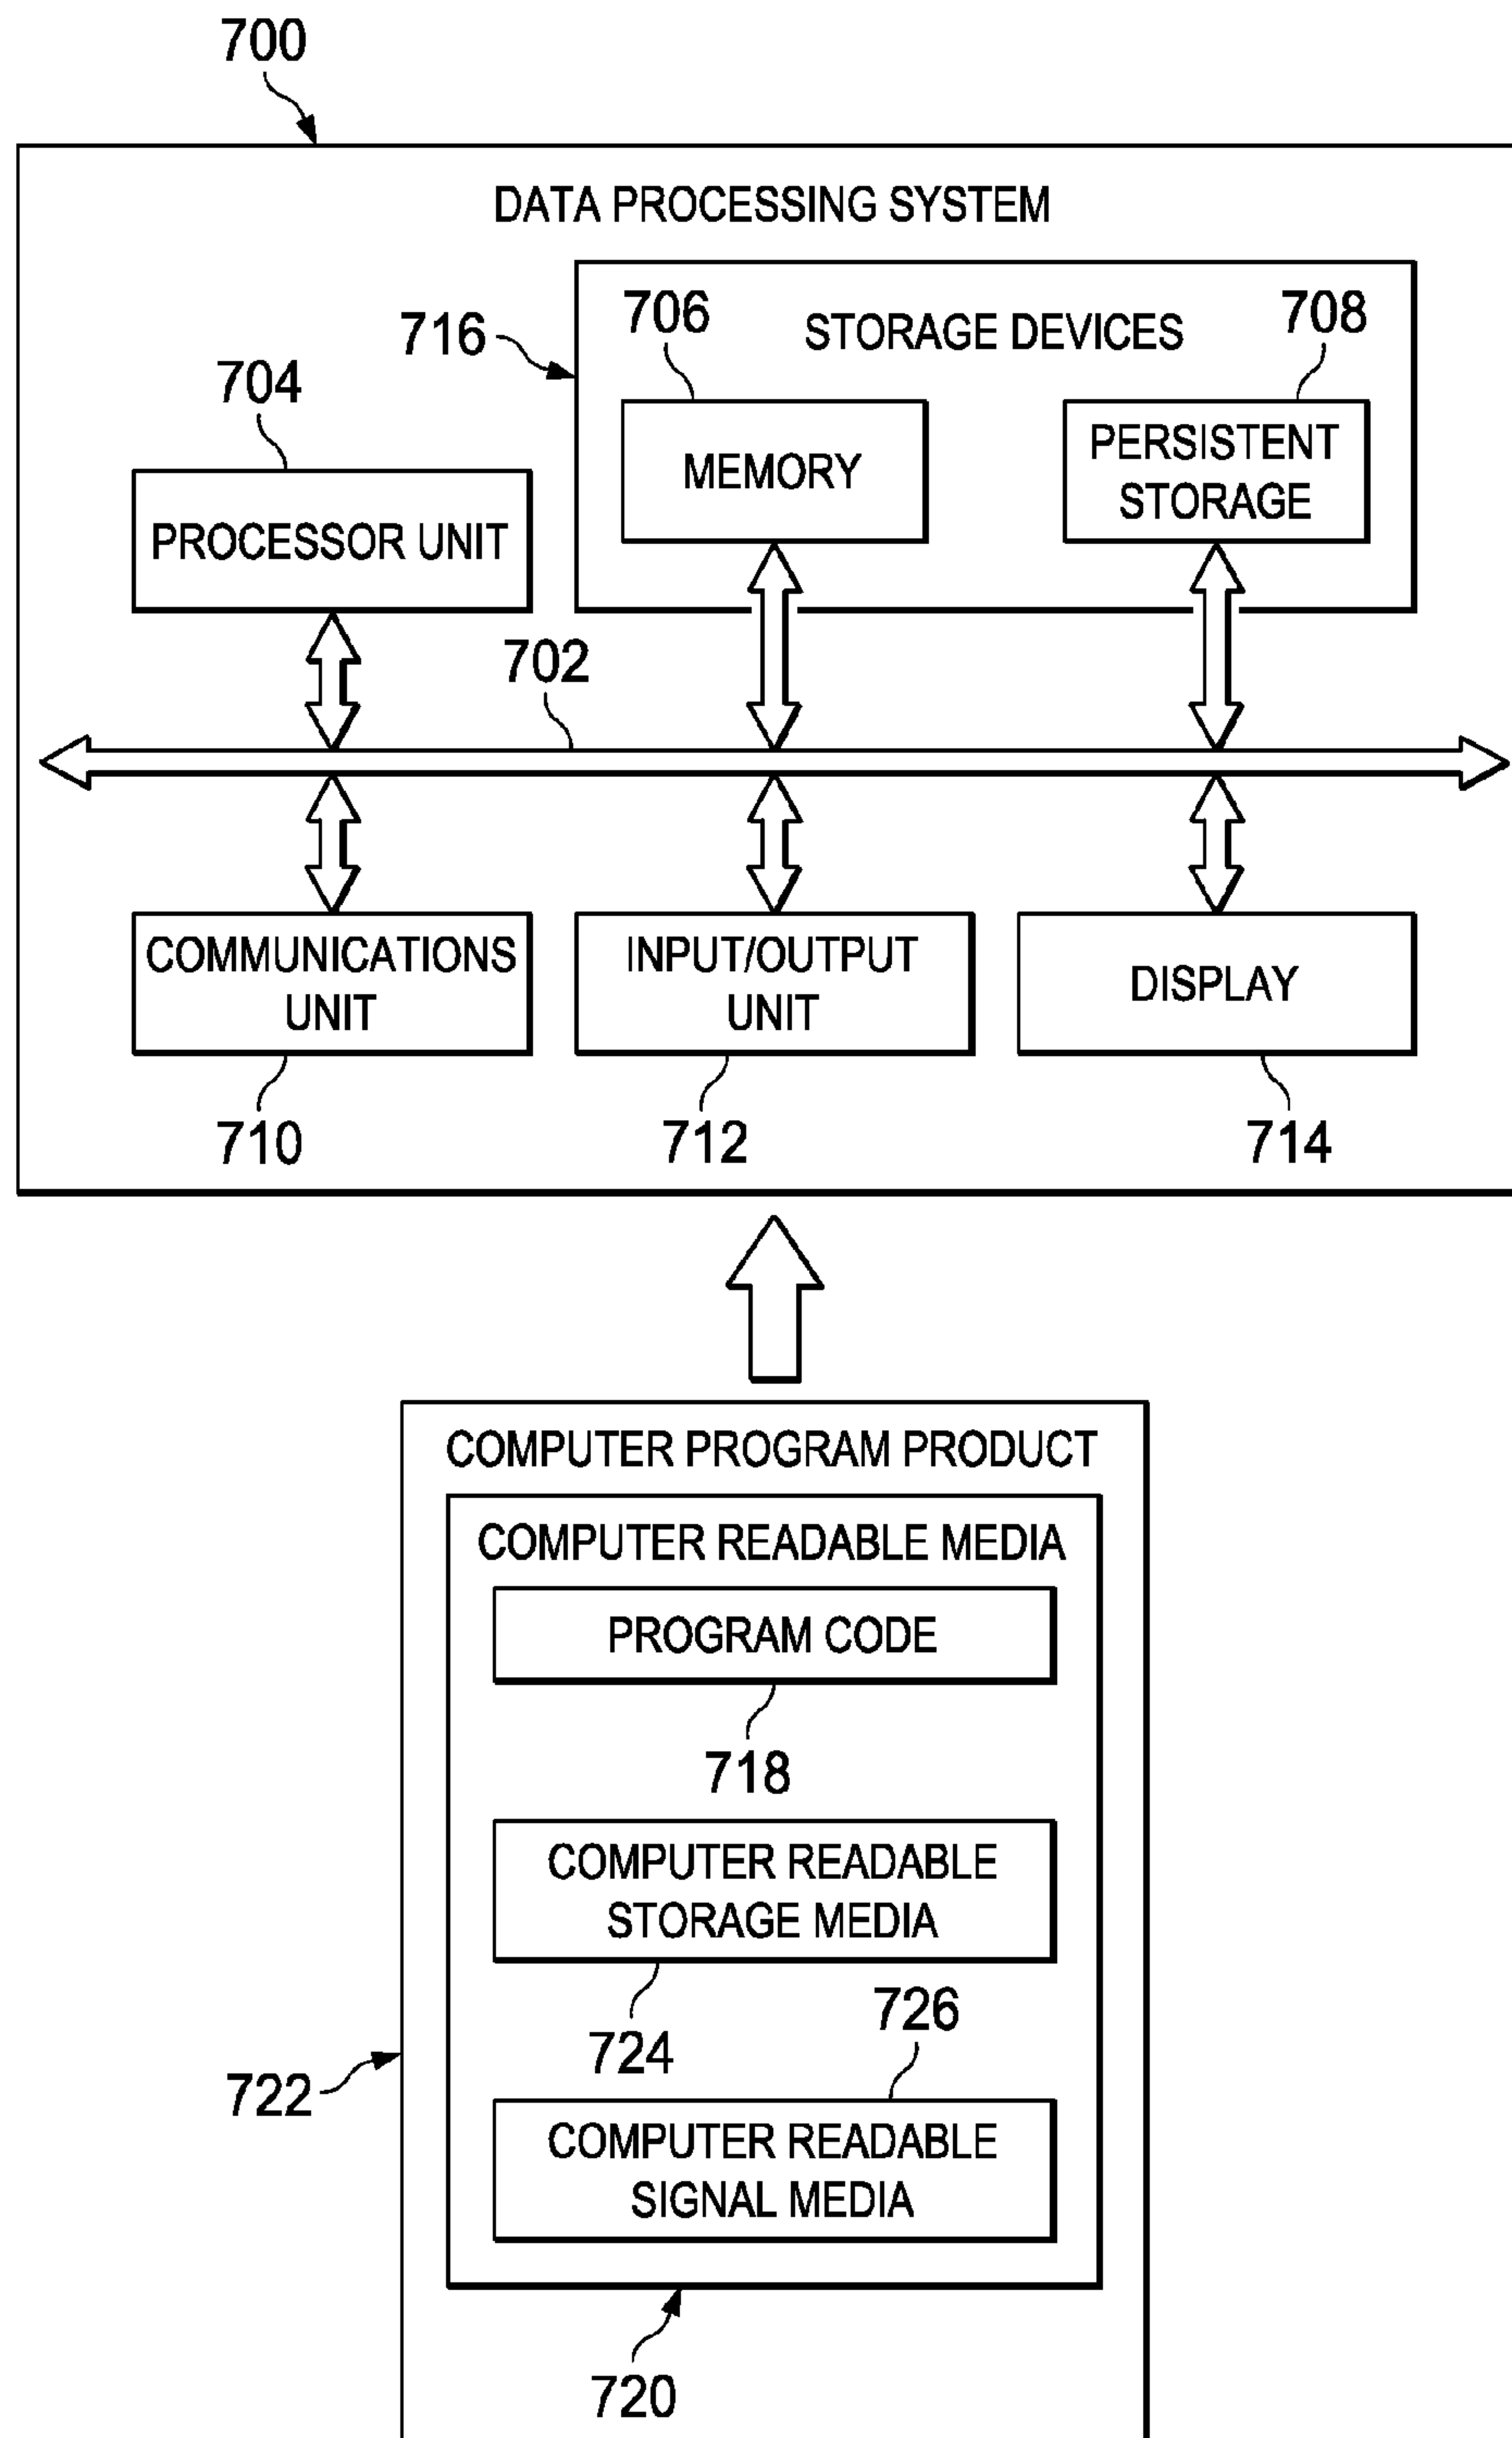 700
DATA PROCESSING SYSTEM
716
706
STORAGE DEVICES
708
704
MEMORY
PERSISTENT
STORAGE
PROCESSOR UNIT
702
COMMUNICATIONS
UNIT
INPUT/OUTPUT
UNIT
DISPLAY
710
712
714
COMPUTER PROGRAM PRODUCT
COMPUTER READABLE MEDIA
PROGRAM CODE
718
COMPUTER READABLE
STORAGE MEDIA
724
726
722
COMPUTER READABLE
SIGNAL MEDIA
720